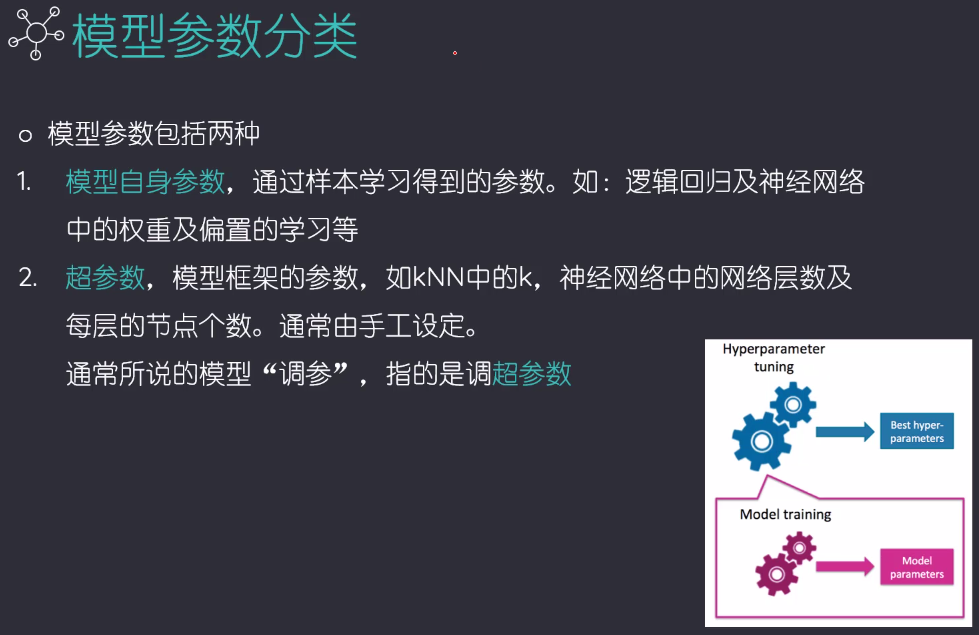 模型参数分类
o 模型参数包括两种
1. 模型自身参数，通过样本学习得到的参数。如：逻辑回归及神经网络
中的权重及偏置的学习等
2. 超参数，模型框架的参数，如kNN中的k，神经网络中的网络层数及
每层的节点个数。通常由手工设定。
通常所说的模型“调参”，指的是调超参数
Hyperparameter
tuning
Best hyper-
parameters
Model training
Model
parameters